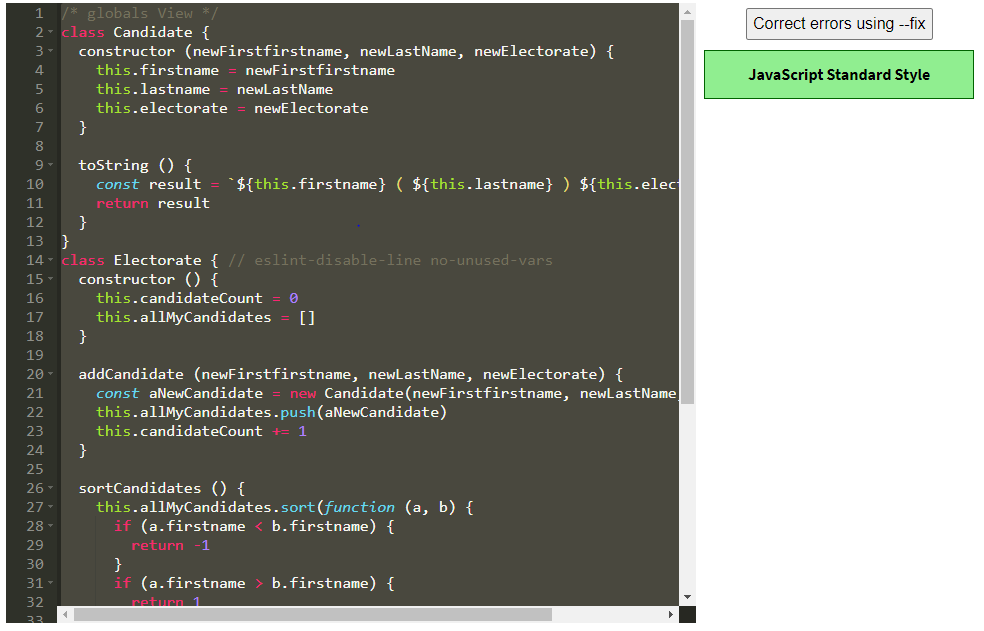 1 /* globals View */
2 class Candidate {
3 constructor (newFirstfirstname, newLastName, newElectorate) {
4 this.firstname = newFirstfirstname
5 this.lastname = newLastName
6 this.electorate = newElectorate
7 }
8
9 toString () {
10 const result = `${this.firstname} ( ${this.lastname} ) ${this.elect
11 return result
12 }
13 }
14 class Electorate { // eslint-disable-line no-unused-vars
15 constructor () {
16 this.candidateCount = 0
17 this.allMyCandidates = []
18 }
19
20 addCandidate (newFirstfirstname, newLastName, newElectorate) {
21 const aNewCandidate = new Candidate(newFirstfirstname, newLastName,
22 this.allMyCandidates.push(aNewCandidate)
23 this.candidateCount += 1
24 }
25
26 sortCandidates () {
27 this.allMyCandidates.sort(function (a, b) {
28 if (a.firstname < b.firstname) {
29 return -1
30 }
31 if (a.firstname > b.firstname) {
32 return 1
33
Correct errors using --fix
JavaScript Standard Style